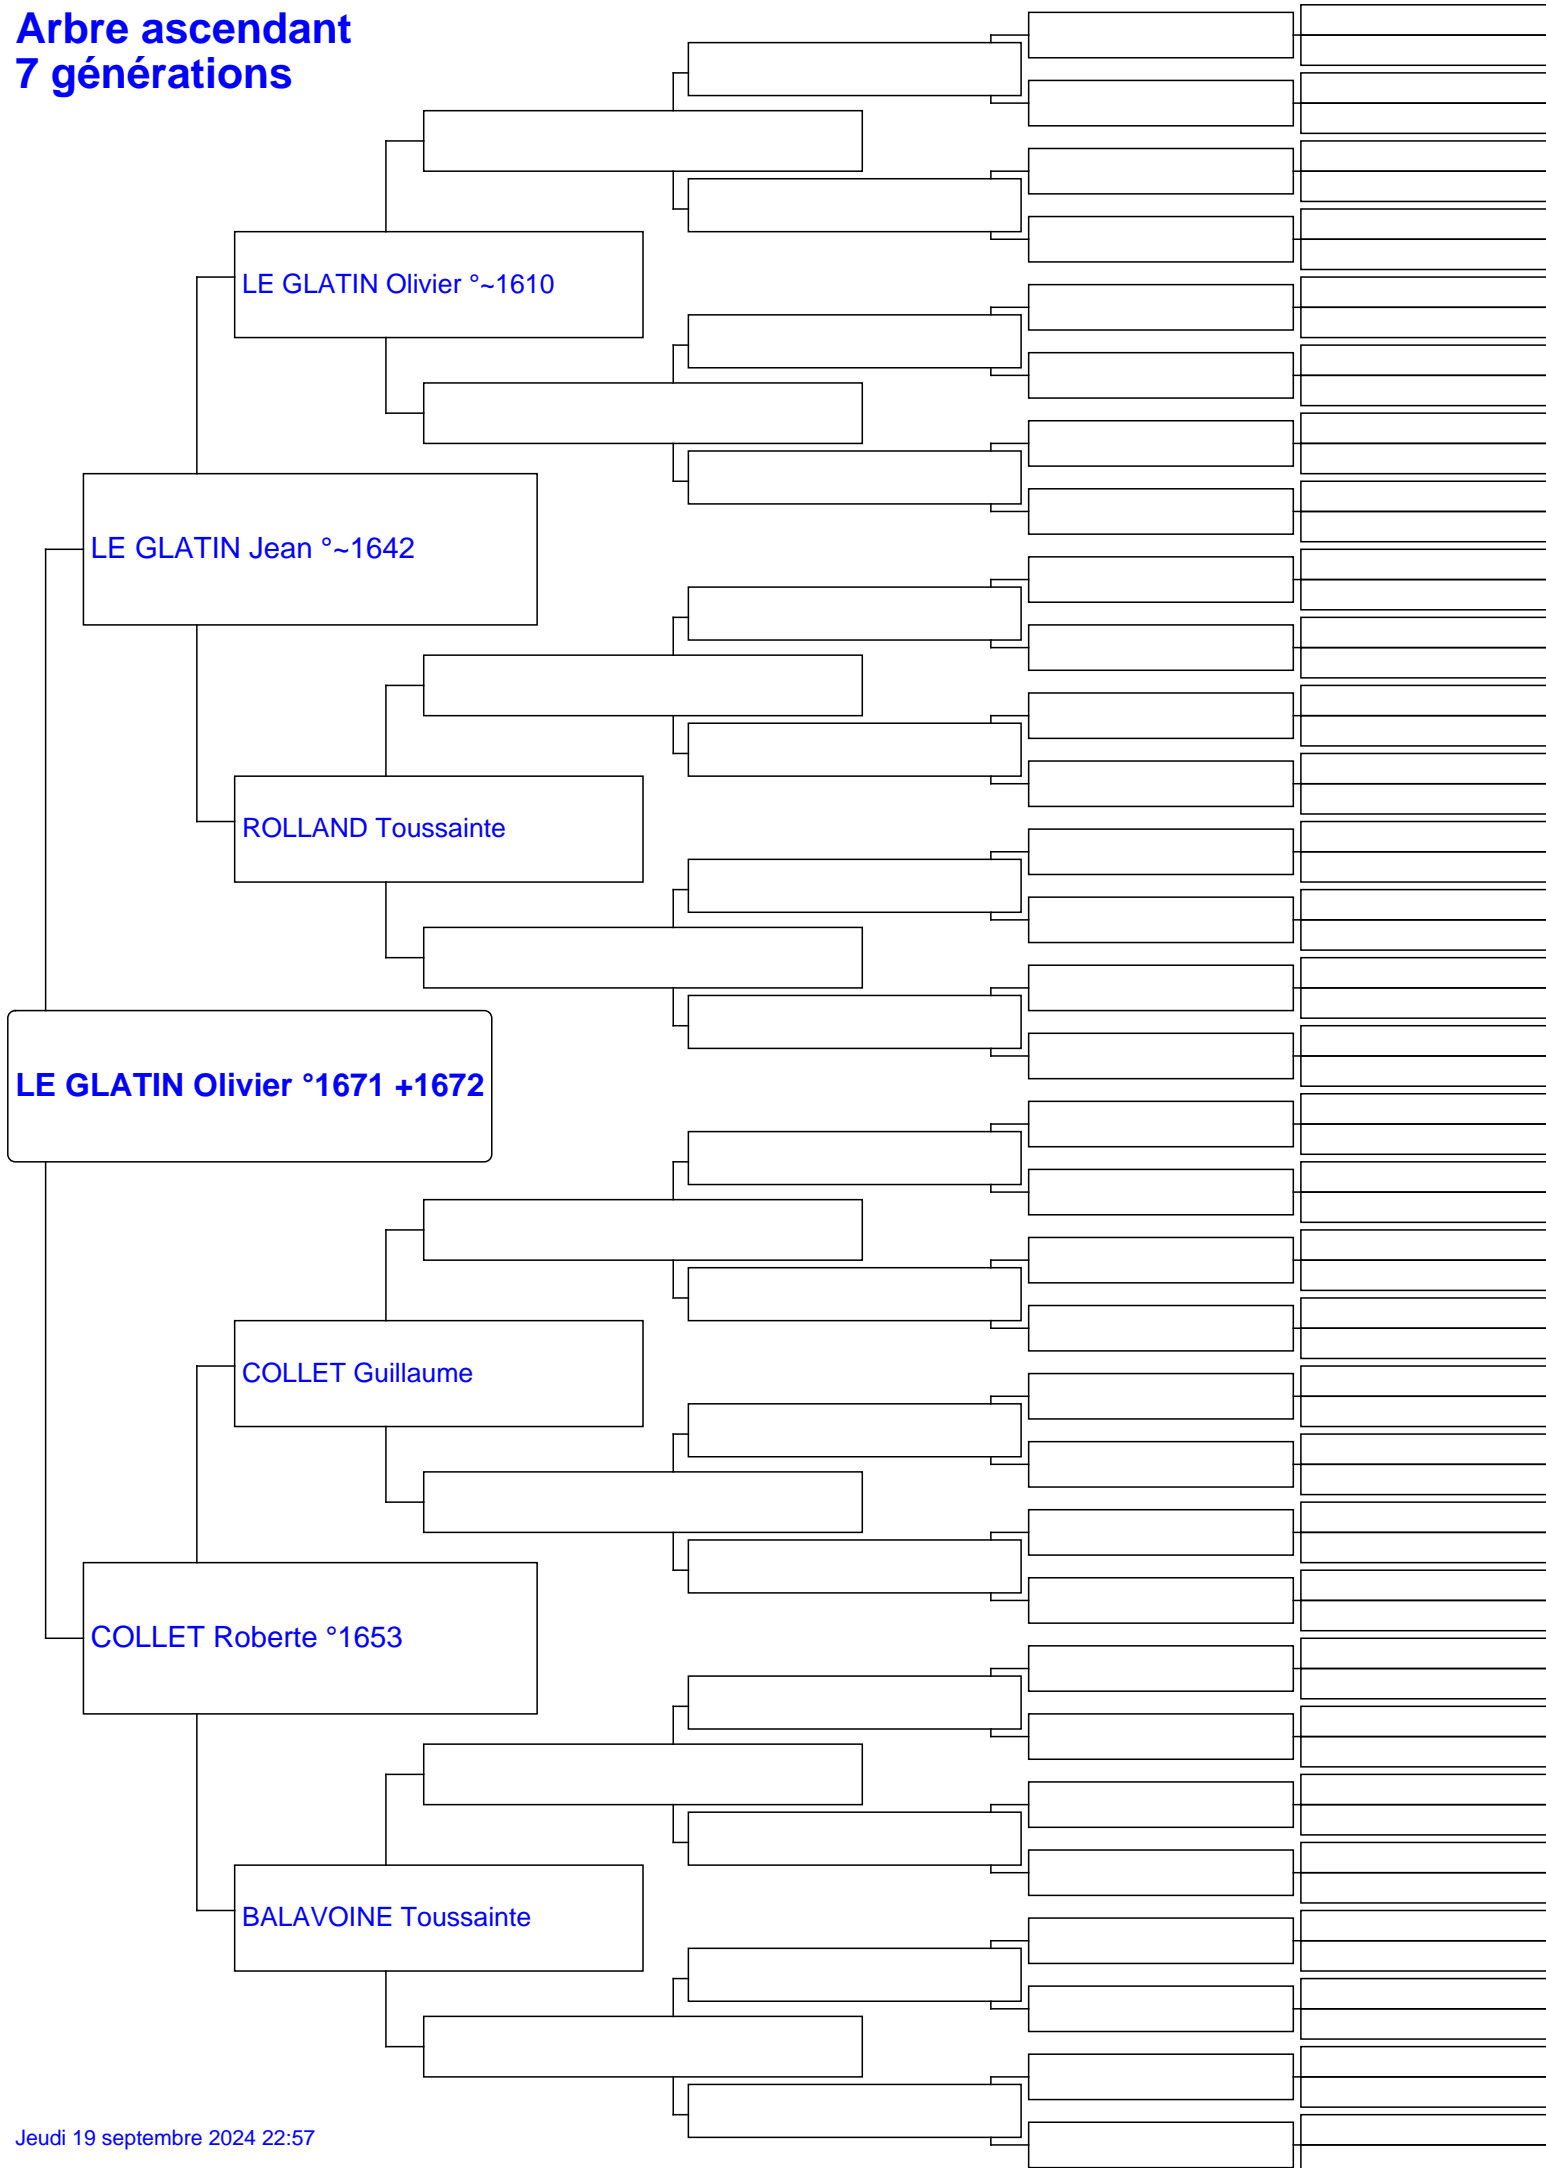 Arbre ascendant
7 générations
LE GLATIN Olivier °~1610
LE GLATIN Jean °~1642
ROLLAND Toussainte
LE GLATIN Olivier °1671 +1672
COLLET Guillaume
COLLET Roberte °1653
BALAVOINE Toussainte
Jeudi 19 septembre 2024 22:57